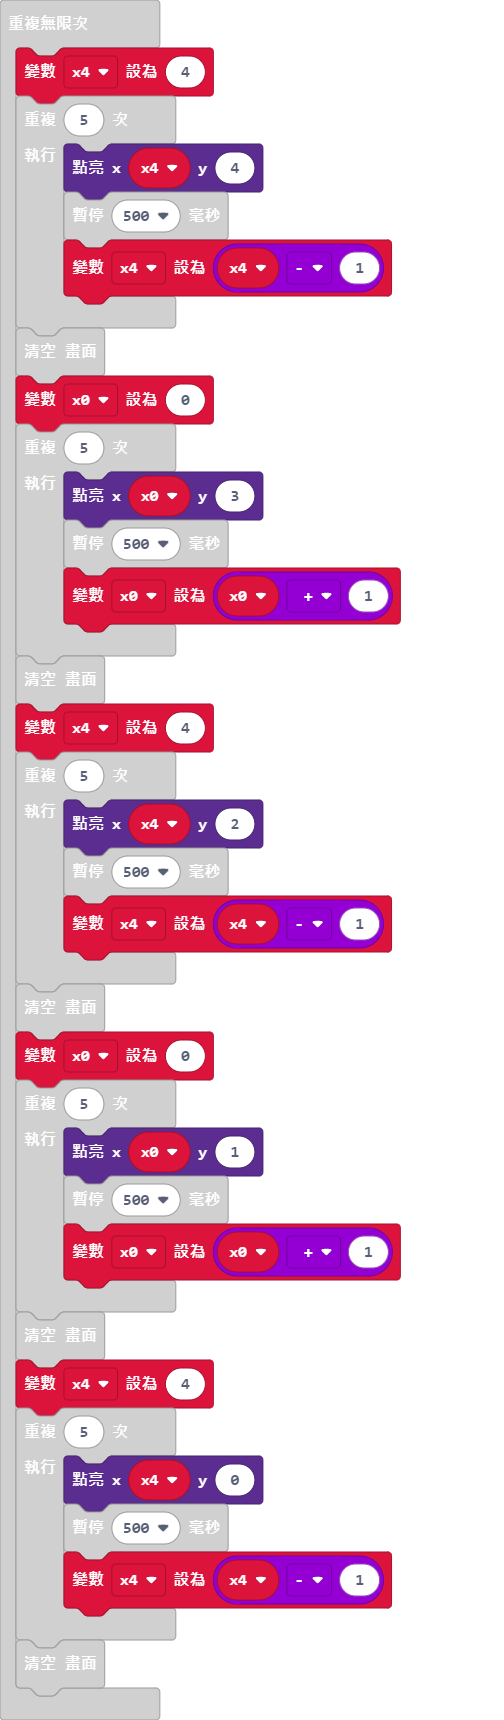 重複無限次
變數 x4 設為 4
重複 5 次
執行
點亮 x x4 y 4
暫停 500 毫秒
變數 x4 設為 x4 - 1
清空 畫面
變數 x0 設為 0
重複 5 次
執行
點亮 x x0 y 3
暫停 500 毫秒
變數 x0 設為 x0 + 1
清空 畫面
變數 x4 設為 4
重複 5 次
執行
點亮 x x4 y 2
暫停 500 毫秒
變數 x4 設為 x4 - 1
清空 畫面
變數 x0 設為 0
重複 5 次
執行
點亮 x x0 y 1
暫停 500 毫秒
變數 x0 設為 x0 + 1
清空 畫面
變數 x4 設為 4
重複 5 次
執行
點亮 x x4 y 0
暫停 500 毫秒
變數 x4 設為 x4 - 1
清空 畫面